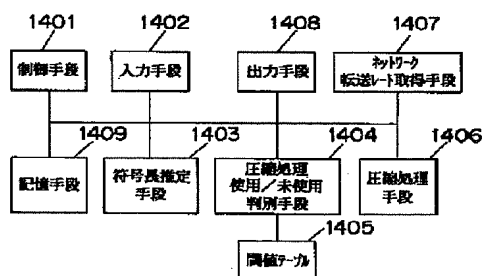 1401
1402
1408
1407
制御手段
入力手段
出力手段
ネットワーク
転送レート取得手段
1409
1403
1404
1406
記憶手段
符号長推定
手段
圧縮処理
使用/未使用
判別手段
圧縮処理
手段
1405
閾値テーブル